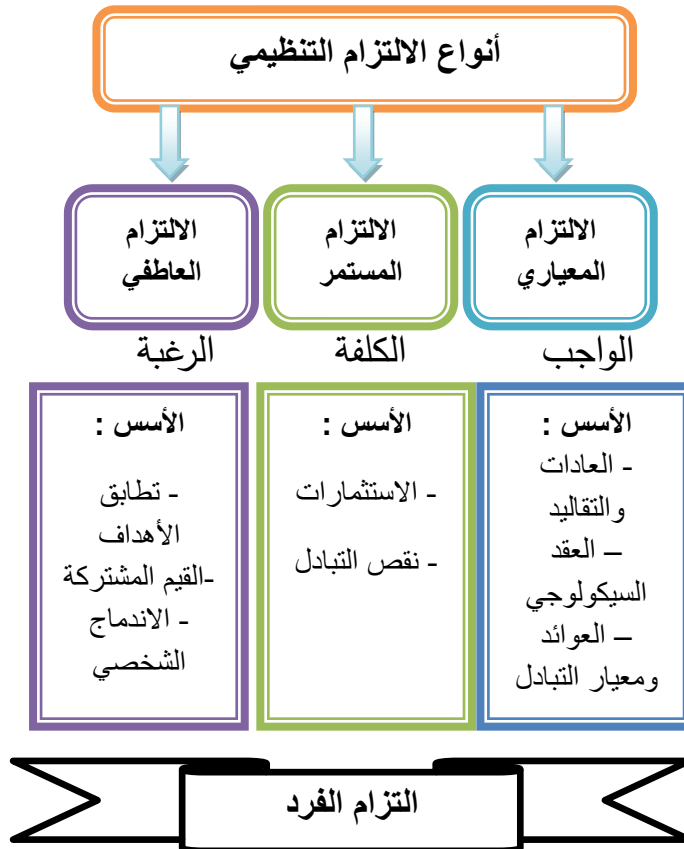 أنواع الالتزام التنظيمي
الالتزام
المعياري
الالتزام
المستمر
الالتزام
العاطفي
الواجب
الكلفة
الرغبة
الأسس :
- العادات
والتقاليد
– العقد
السيكولوجي
– العوائد
ومعيار التبادل
الأسس :
- الاستثمارات
- نقص التبادل
الأسس :
- تطابق
الأهداف
-القيم المشتركة
- الاندماج
الشخصي
التزام الفرد